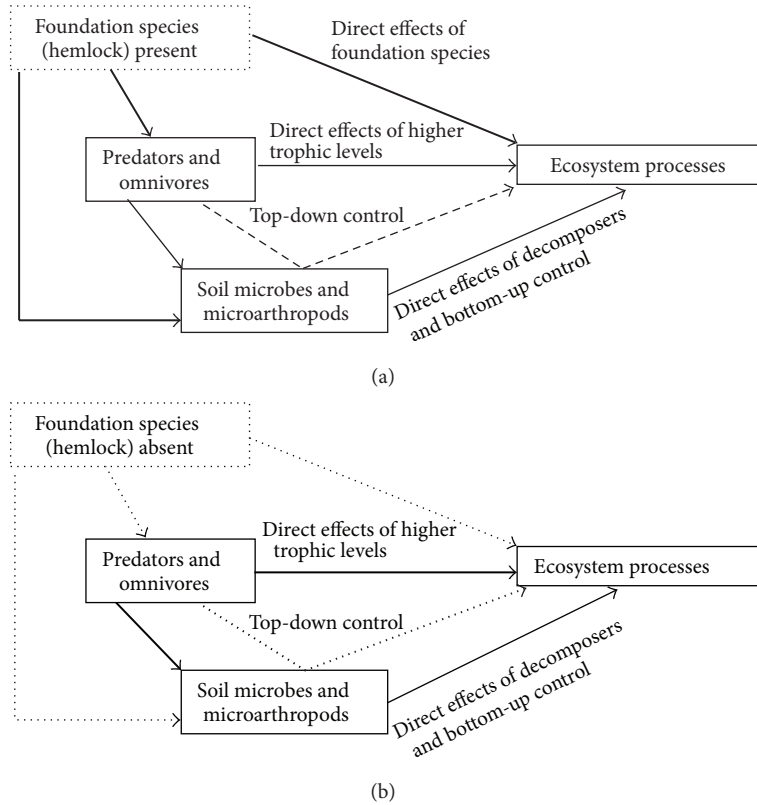 Foundation species
(hemlock) present
Direct effects of
foundation species
Predators and
omnivores
Direct effects of higher
trophic levels
Ecosystem processes
Top-down control
Soil microbes and
microarthropods
Direct effects of decomposers
and bottom-up control
(a)
Foundation species
(hemlock) absent
Predators and
omnivores
Direct effects of higher
trophic levels
Ecosystem processes
Top-down control
Soil microbes and
microarthropods
Direct effects of decomposers
and bottom-up control
(b)